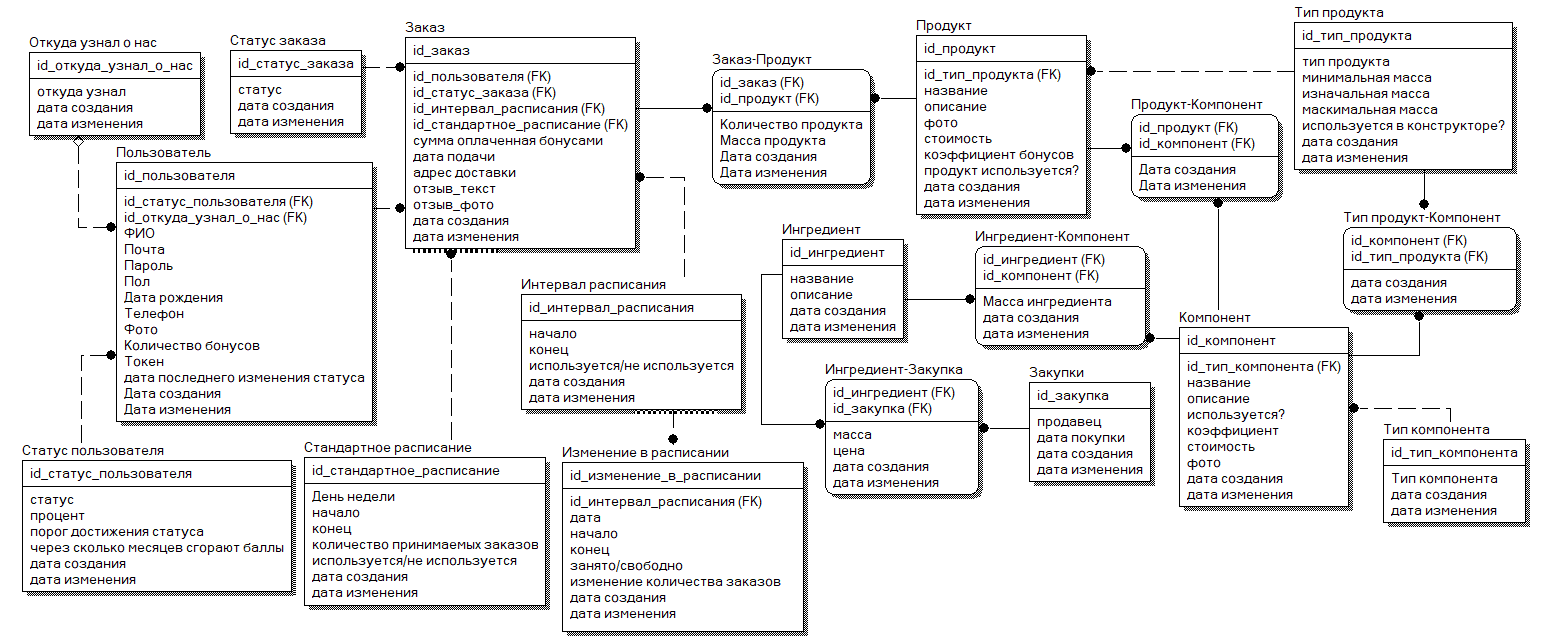 Откуда узнал о нас
id_откуда_узнал_о_нас
откуда узнал
дата создания
дата изменения
Статус заказа
id_статус_заказа
статус
дата создания
дата изменения
Заказ
id_заказ
id_пользователя (FK)
id_статус_заказа (FK)
id_интервал_расписания (FK)
id_стандартное_расписание (FK)
сумма оплаченная бонусами
дата подачи
адрес доставки
отзыв_текст
отзыв_фото
дата создания
дата изменения
Заказ-Продукт
id_заказ (FK)
id_продукт (FK)
Количество продукта
Масса продукта
Дата создания
Дата изменения
Продукт
id_продукт
id_тип_продукта (FK)
название
описание
фото
стоимость
коэффициент бонусов
продукт используется?
дата создания
дата изменения
Тип продукта
id_тип_продукта
тип продукта
минимальная масса
изначальная масса
маскимальная масса
используется в конструкторе?
дата создания
дата изменения
Продукт-Компонент
id_продукт (FK)
id_компонент (FK)
Дата создания
Дата изменения
Пользователь
id_пользователя
id_статус_пользователя (FK)
id_откуда_узнал_о_нас (FK)
ФИО
Почта
Пароль
Пол
Дата рождения
Телефон
Фото
Количество бонусов
Токен
дата последнего изменения статуса
Дата создания
Дата изменения
Тип продукт-Компонент
id_компонент (FK)
id_тип_продукта (FK)
дата создания
дата изменения
Ингредиент
id_ингредиент
название
описание
дата создания
дата изменения
Ингредиент-Компонент
id_ингредиент (FK)
id_компонент (FK)
Масса ингредиента
дата создания
дата изменения
Интервал расписания
id_интервал_расписания
начало
конец
используется/не используется
дата создания
дата изменения
Компонент
id_компонент
id_тип_компонента (FK)
название
описание
используется?
коэффициент
стоимость
фото
дата создания
дата изменения
Ингредиент-Закупка
id_ингредиент (FK)
id_закупка (FK)
масса
цена
дата создания
дата изменения
Закупки
id_закупка
продавец
дата покупки
дата создания
дата изменения
Тип компонента
id_тип_компонента
Тип компонента
дата создания
дата изменения
Статус пользователя
id_статус_пользователя
статус
процент
порог достижения статуса
через сколько месяцев сгорают баллы
дата создания
дата изменения
Стандартное расписание
id_стандартное_расписание
День недели
начало
конец
количество принимаемых заказов
используется/не используется
дата создания
дата изменения
Изменение в расписании
id_изменение_в_расписании
id_интервал_расписания (FK)
дата
начало
конец
занято/свободно
изменение количества заказов
дата создания
дата изменения